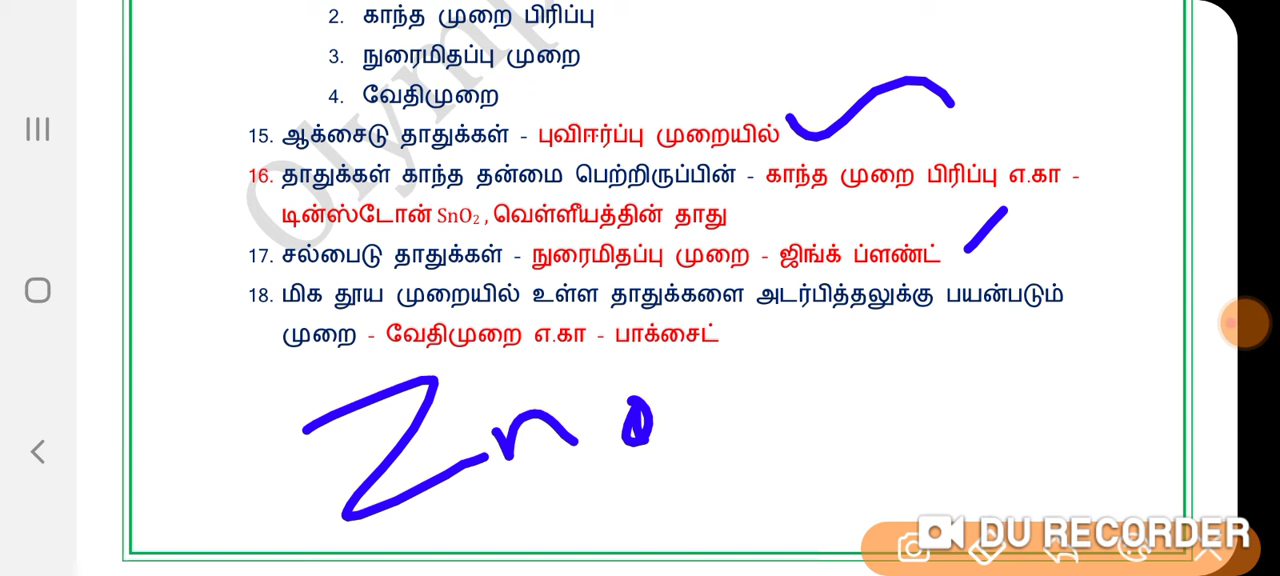 2. காந்த முறை பிரிப்பு
3. நுரைமிதப்பு முறை
4. வேதிமுறை
15. ஆக்சைடு தாதுக்கள் - புவிஈர்ப்பு முறையில்
16. தாதுக்கள் காந்த தன்மை பெற்றிருப்பின் - காந்த முறை பிரிப்பு எ.கா -
டின்ஸ்டோன் SnO₂ , வெள்ளீயத்தின் தாது
17. சல்பைடு தாதுக்கள் - நுரைமிதப்பு முறை - ஜிங்க் ப்ளண்ட்
18. மிக தூய முறையில் உள்ள தாதுக்களை அடர்பித்தலுக்கு பயன்படும்
முறை - வேதிமுறை எ.கா - பாக்சைட்
Zn
DU RECORDER